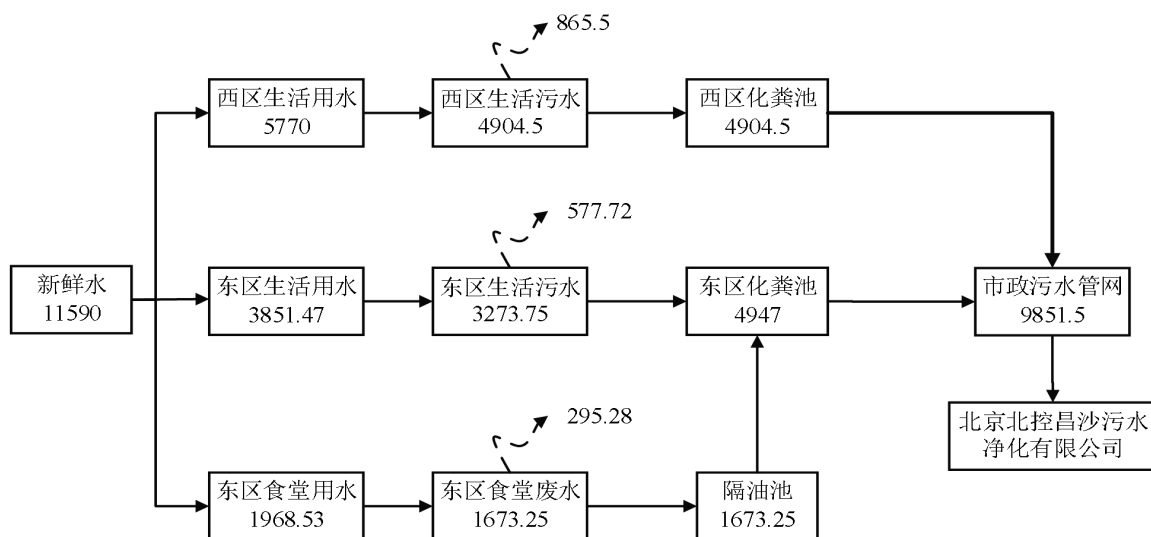 865.5
西区生活用水
5770
西区生活污水
4904.5
西区化粪池
4904.5
577.72
新鲜水
11590
东区生活用水
3851.47
东区生活污水
3273.75
东区化粪池
4947
市政污水管网
9851.5
295.28
北京北控昌沙污水
净化有限公司
东区食堂用水
1968.53
东区食堂废水
1673.25
隔油池
1673.25